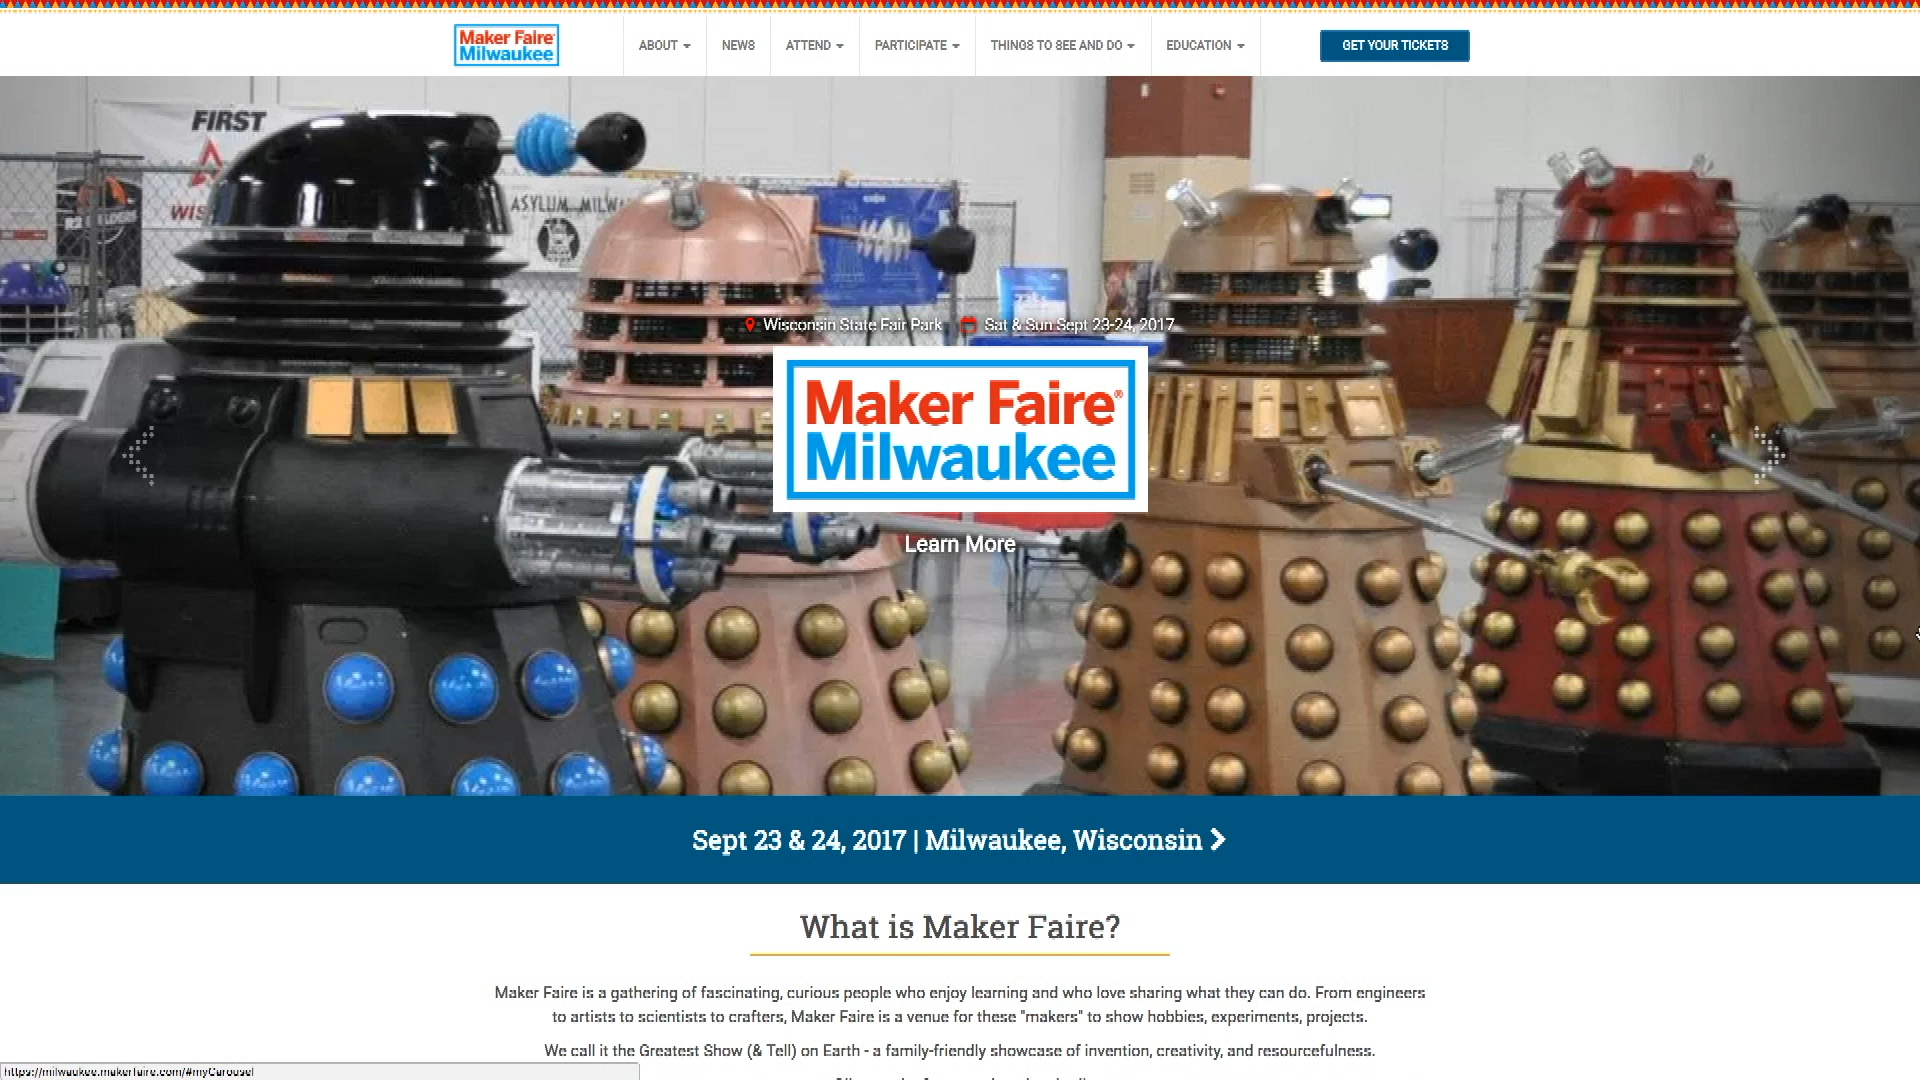 Maker Faire
Milwaukee
ABOUT
NEWS
ATTEND
PARTICIPATE
THINGS TO SEE AND DO
EDUCATION
GET YOUR TICKETS
FIRST
WIS
ASYLUM MILW
Wisconsin State Fair Park
Sat & Sun Sept 23-24, 2017
Maker Faire®
Milwaukee
Learn More
Sept 23 & 24, 2017 | Milwaukee, Wisconsin
What is Maker Faire?
Maker Faire is a gathering of fascinating, curious people who enjoy learning and who love sharing what they can do. From engineers
to artists to scientists to crafters, Maker Faire is a venue for these "makers" to show hobbies, experiments, projects.
We call it the Greatest Show (& Tell) on Earth - a family-friendly showcase of invention, creativity, and resourcefulness.
https://milwaukee.makerfaire.com/#myCarousel